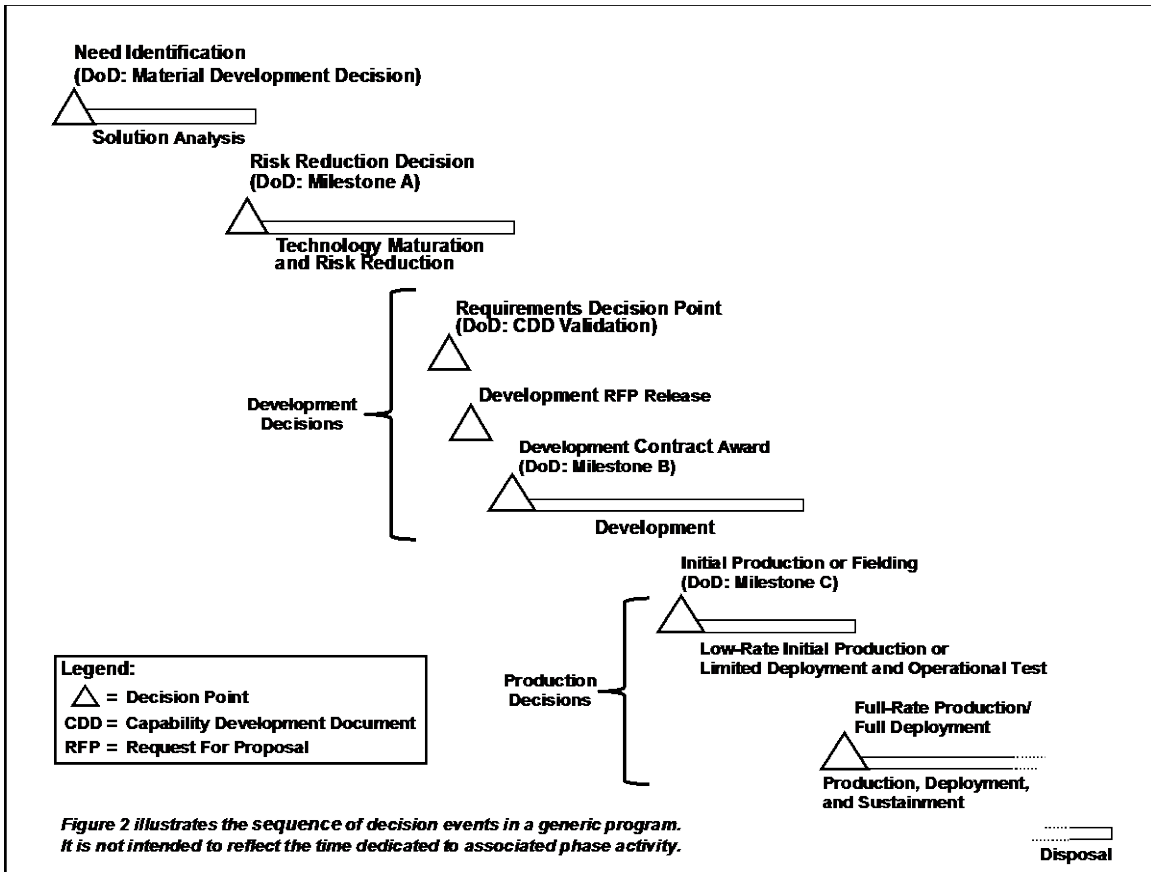 Need Identification
(DoD: Material Development Decision)
Solution Analysis
Risk Reduction Decision
(DoD: Milestone A)
Technology Maturation
and Risk Reduction
Requirements Decision Point
(DoD: CDD Validation)
Development
Decisions
Development RFP Release
Development Contract Award
(DoD: Milestone B)
Development
Initial Production or Fielding
(DoD: Milestone C)
Low-Rate Initial Production or
Limited Deployment and Operational Test
Production
Decisions
Full-Rate Production/
Full Deployment
Production, Deployment,
and Sustainment
Legend:
= Decision Point
CDD = Capability Development Document
RFP = Request For Proposal
Figure 2 illustrates the sequence of decision events in a generic program.
It is not intended to reflect the time dedicated to associated phase activity.
Disposal